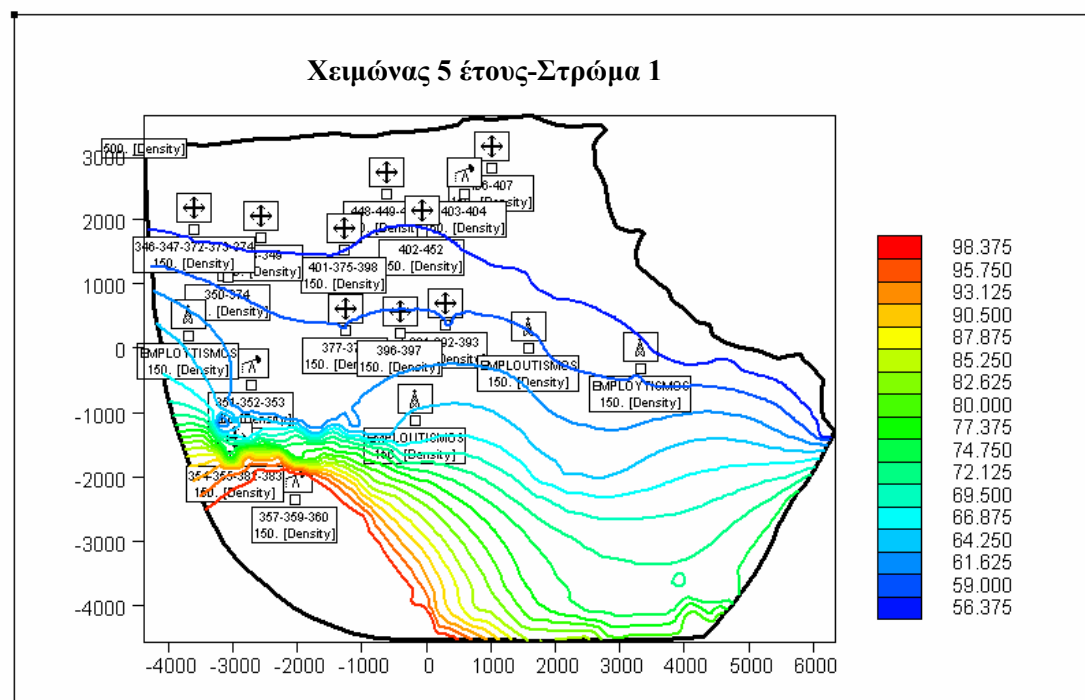 Χειμώνας 5 έτους-Στρώμα 1
500. [Density]
3000
2000
1000
0
-1000
-2000
-3000
-4000
-4000 -3000 -2000 -1000 0 1000 2000 3000 4000 5000 6000
403-404
346-347-372-373-374
150. [Density]
402-452
401-375-398
150. [Density]
350-374
[Density]
396-397
150. [Density]
EMPLOYTISMOS
150. [Density]
EMPLOUTISMOS
150. [Density]
EMPLOYTISMOS
150. [Density]
351-352-353
EMPLOUTISMOS
150. [Density]
354-355-382-383
150. [Density]
357-359-360
150. [Density]
98.375
95.750
93.125
90.500
87.875
85.250
82.625
80.000
77.375
74.750
72.125
69.500
66.875
64.250
61.625
59.000
56.375